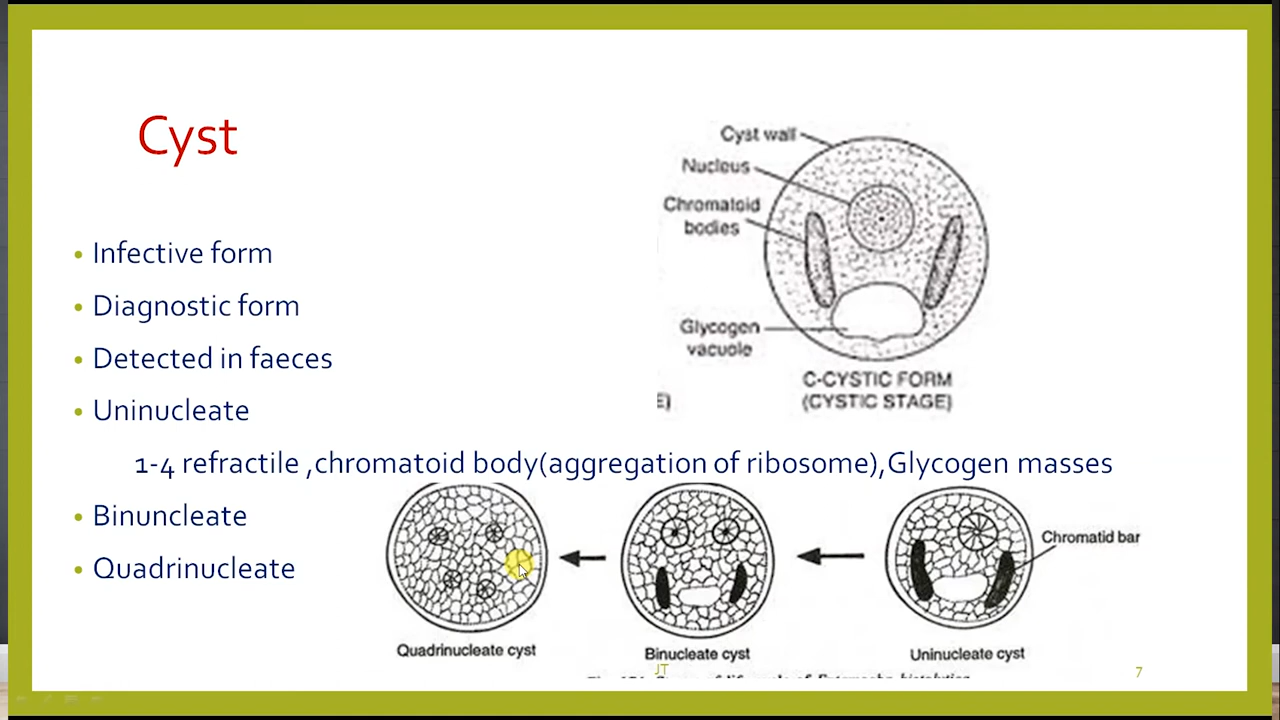 Cyst
Cyst wall
Nucleus
Chromatoid
bodies
Glycogen
vacuole
C-CYSTIC FORM
(CYSTIC STAGE)
E)
• Infective form
• Diagnostic form
• Detected in faeces
• Uninucleate
1-4 refractile ,chromatoid body(aggregation of ribosome),Glycogen masses
• Binuncleate
• Quadrinucleate
Chromatid bar
Quadrinucleate cyst
Binucleate cyst
Uninucleate cyst
JT
7